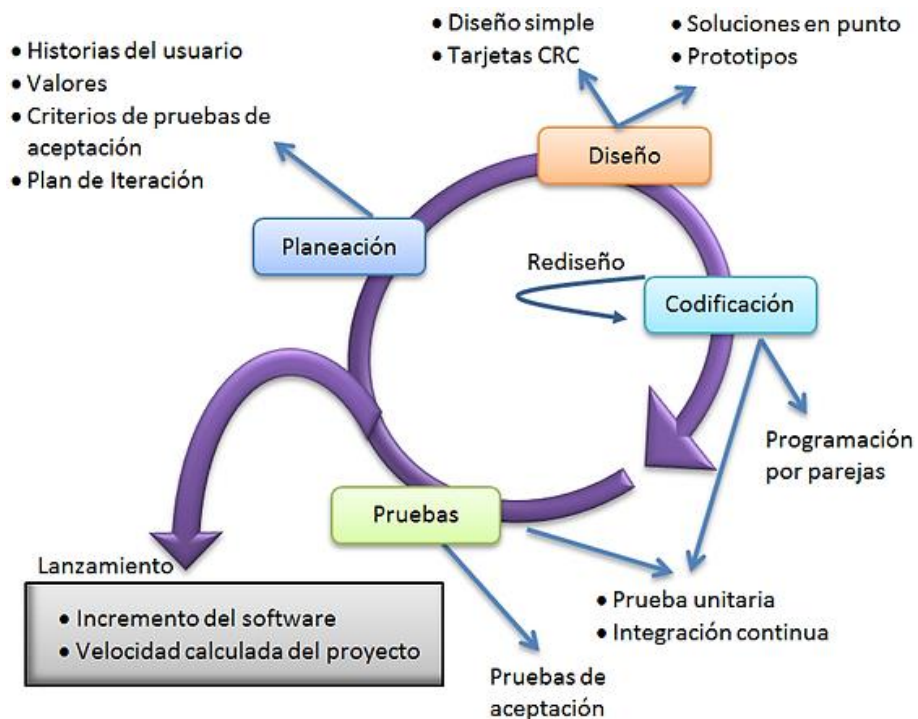 • Historias del usuario
• Valores
• Criterios de pruebas de
aceptación
• Plan de Iteración
• Diseño simple
• Tarjetas CRC
• Soluciones en punto
• Prototipos
Diseño
Planeación
Rediseño
Codificación
Programación
por parejas
Pruebas
Lanzamiento
• Incremento del software
• Velocidad calculada del proyecto
• Prueba unitaria
• Integración continua
Pruebas de
aceptación